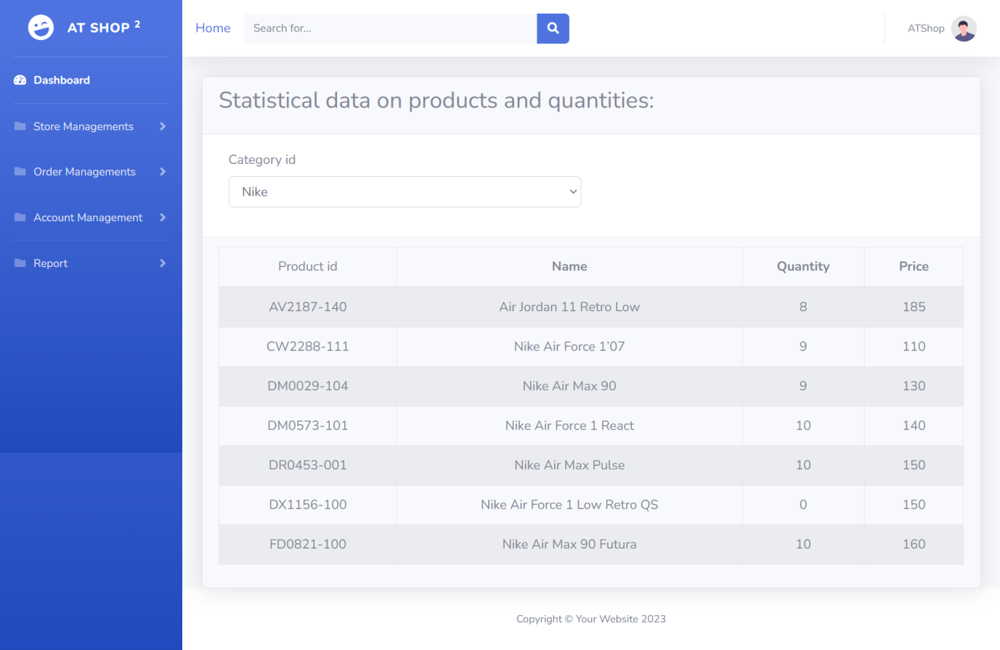 AT SHOP 2
Home
Search for...
ATShop
Dashboard
Store Managements
Order Managements
Account Management
Report
Statistical data on products and quantities:
Category id
Nike
Product id Name Quantity Price
AV2187-140 Air Jordan 11 Retro Low 8 185
CW2288-111 Nike Air Force 1’07 9 110
DM0029-104 Nike Air Max 90 9 130
DM0573-101 Nike Air Force 1 React 10 140
DR0453-001 Nike Air Max Pulse 10 150
DX1156-100 Nike Air Force 1 Low Retro QS 0 150
FD0821-100 Nike Air Max 90 Futura 10 160
Copyright © Your Website 2023